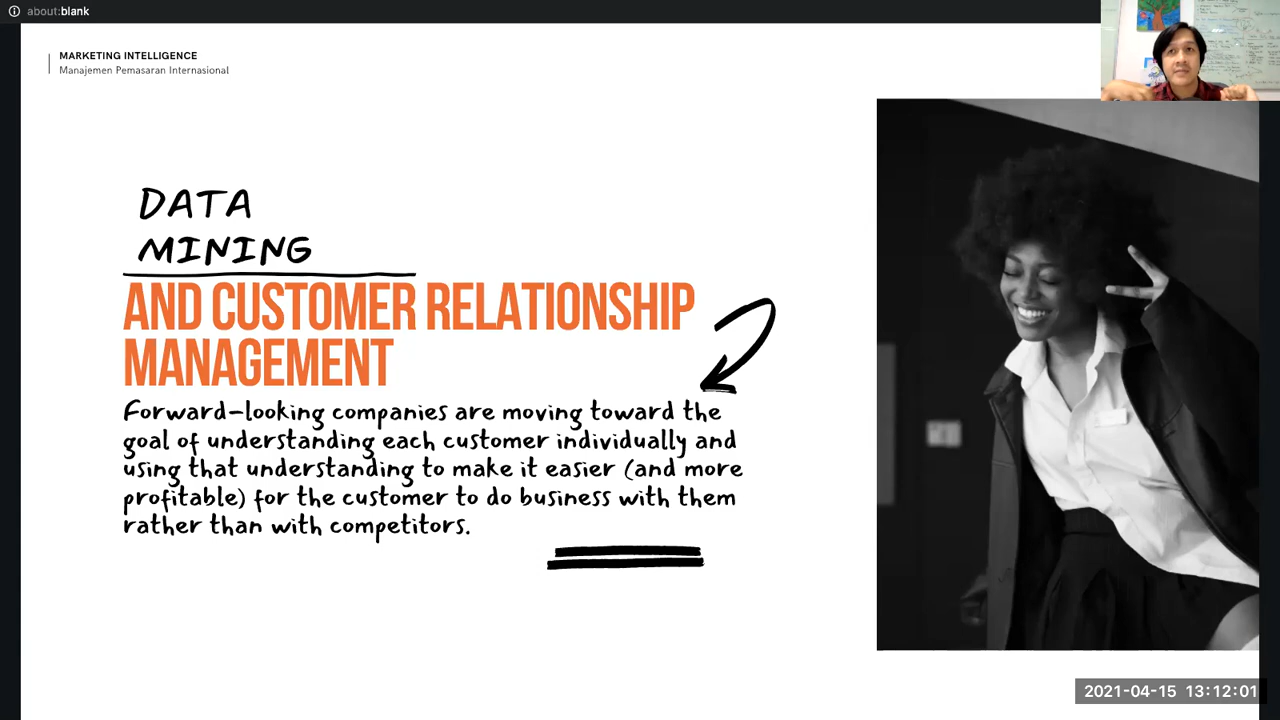 about:blank
MARKETING INTELLIGENCE
Manajemen Pemasaran Internasional
DATA
MINING
AND CUSTOMER RELATIONSHIP
MANAGEMENT
Forward-looking companies are moving toward the
goal of understanding each customer individually and
using that understanding to make it easier (and more
profitable) for the customer to do business with them
rather than with competitors.
2021-04-15 13:12:01